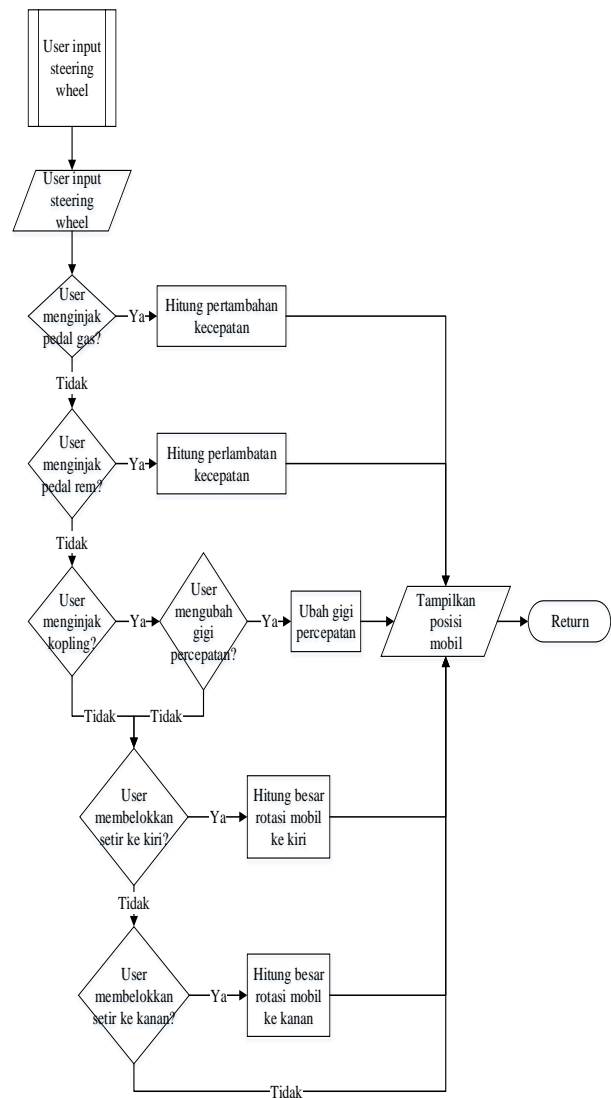 User input
steering
wheel
User input
steering
wheel
User
menginjak
pedal gas?
Ya
Hitung pertambahan
kecepatan
Tidak
User
menginjak
pedal rem?
Ya
Hitung perlambatan
kecepatan
Tidak
User
menginjak
kopling?
Ya
User
mengubah
gigi
percepatan?
Ya
Ubah gigi
percepatan
Tampilkan
posisi
mobil
Return
Tidak
Tidak
User
membelokkan
setir ke kiri?
Ya
Hitung besar
rotasi mobil
ke kiri
Tidak
User
membelokkan
setir ke kanan?
Ya
Hitung besar
rotasi mobil
ke kanan
Tidak